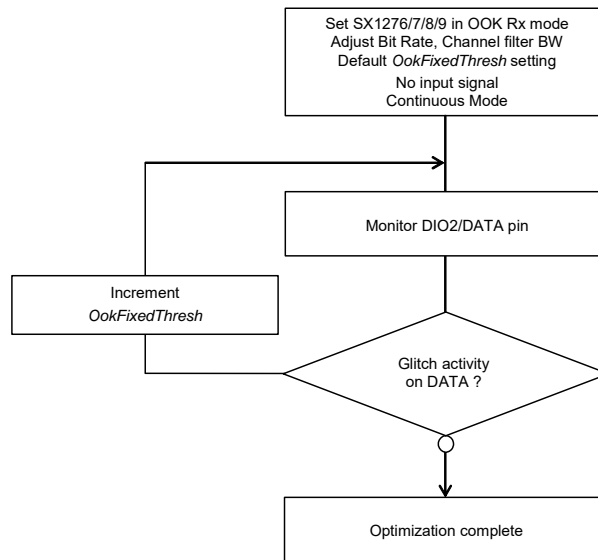 Set SX1276/7/8/9 in OOK Rx mode
Adjust Bit Rate, Channel filter BW
Default OokFixedThresh setting
No input signal
Continuous Mode
Monitor DIO2/DATA pin
Increment
OokFixedThresh
Glitch activity
on DATA ?
Optimization complete